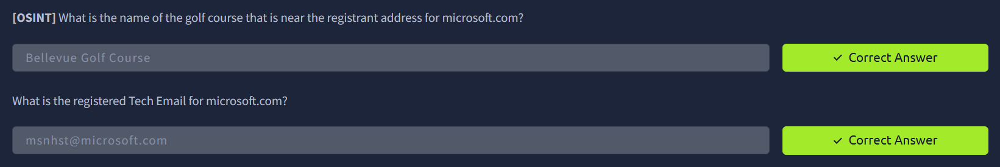 [OSINT] What is the name of the golf course that is near the registrant address for microsoft.com?
Bellevue Golf Course
✓ Correct Answer
What is the registered Tech Email for microsoft.com?
msnhst@microsoft.com
✓ Correct Answer